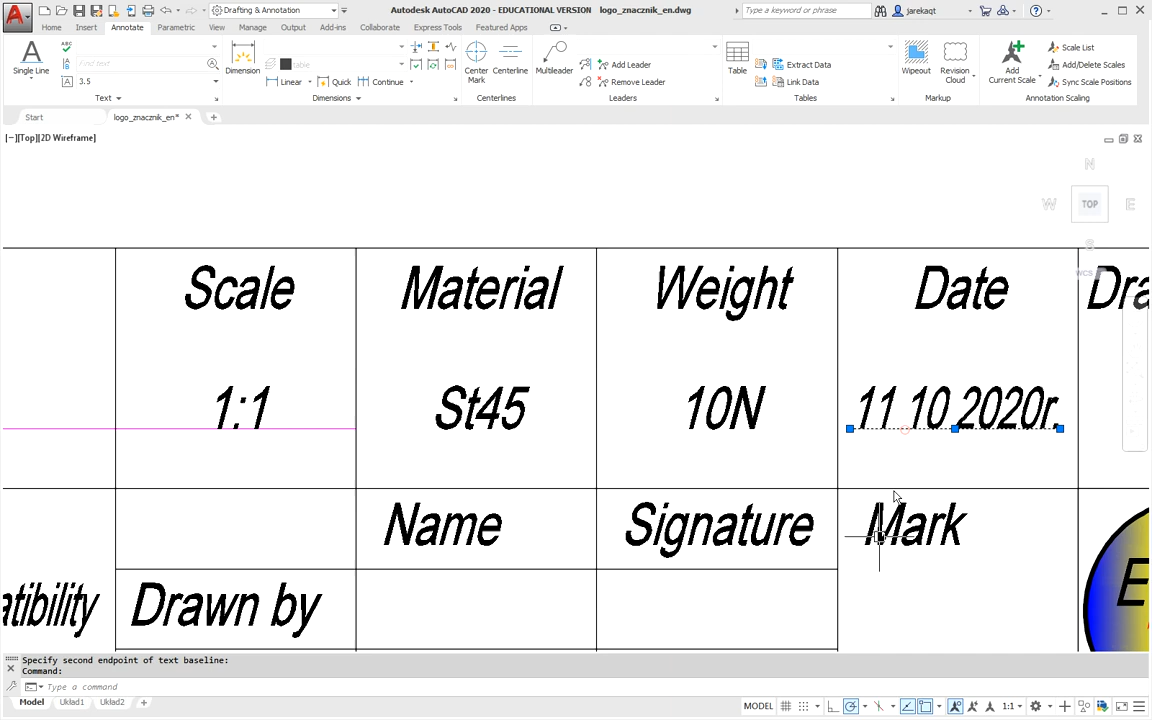 Drafting & Annotation
Autodesk AutoCAD 2020 - EDUCATIONAL VERSION logo_znacznik_en.dwg
Type a keyword or phrase
jarekaqt
Home Insert Annotate Parametric View Manage Output Add-ins Collaborate Express Tools Featured Apps
Single Line
ABC
Find text
3.5
Text
Dimension
table
Linear Quick Continue
Dimensions
Center Mark
Centerline
Centerlines
Multileader
Add Leader
Remove Leader
Leaders
Table
Extract Data
Link Data
Tables
Wipeout
Revision Cloud
Markup
Add Current Scale
Scale List
Add/Delete Scales
Sync Scale Positions
Annotation Scaling
Start logo_znacznik_en*
[−][Top][2D Wireframe]
N
W TOP E
S
WCS
Scale Material Weight Date Dra
1:1 St45 10N 11.10.2020r.
Name Signature Mark
E
atibility Drawn by
Specify second endpoint of text baseline:
Command:
Type a command
Model Układ1 Układ2
MODEL 1:1